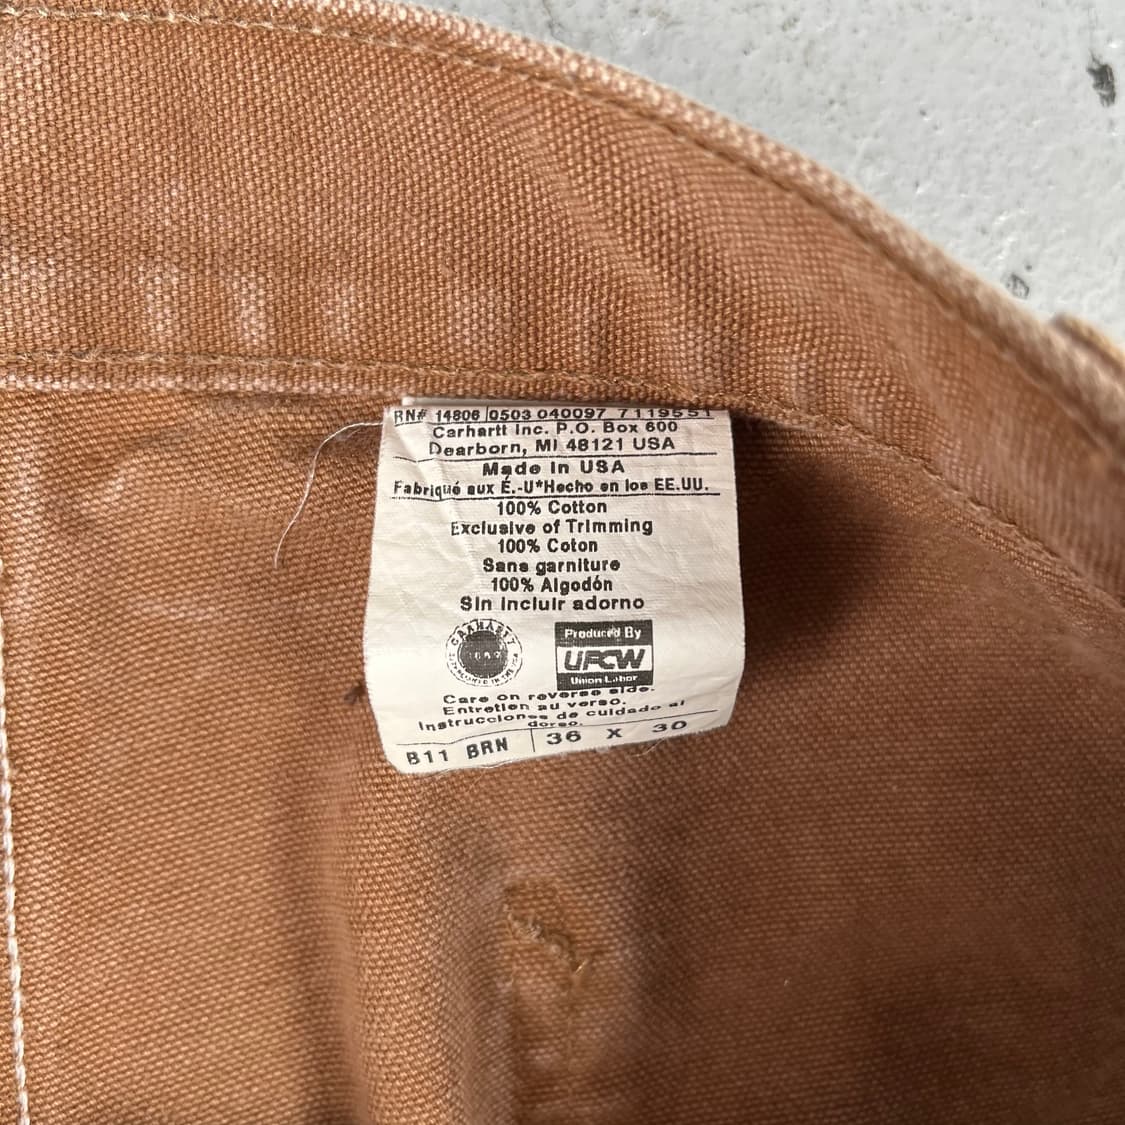 RN# 14806 0503 040097 7119551
Carhartt Inc. P.O. Box 600
Dearborn, MI 48121 USA
Made in USA
Fabriqué aux É.-U*Hecho en los EE.UU.
100% Cotton
Exclusive of Trimming
100% Coton
Sans garniture
100% Algodón
Sin incluir adorno
CARHARTT
1889
Produced By
UFCW
Union Labor
Care on reverse side.
Entretien au verso.
Instrucciones de cuidado al
dorso.
B11 BRN 36 X 30